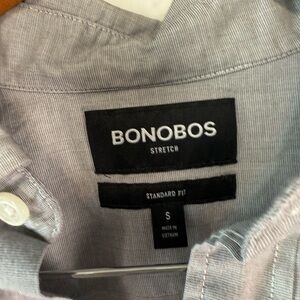 BONOBOS
STRETCH
STANDARD FIT
S
MADE IN
VIETNAM